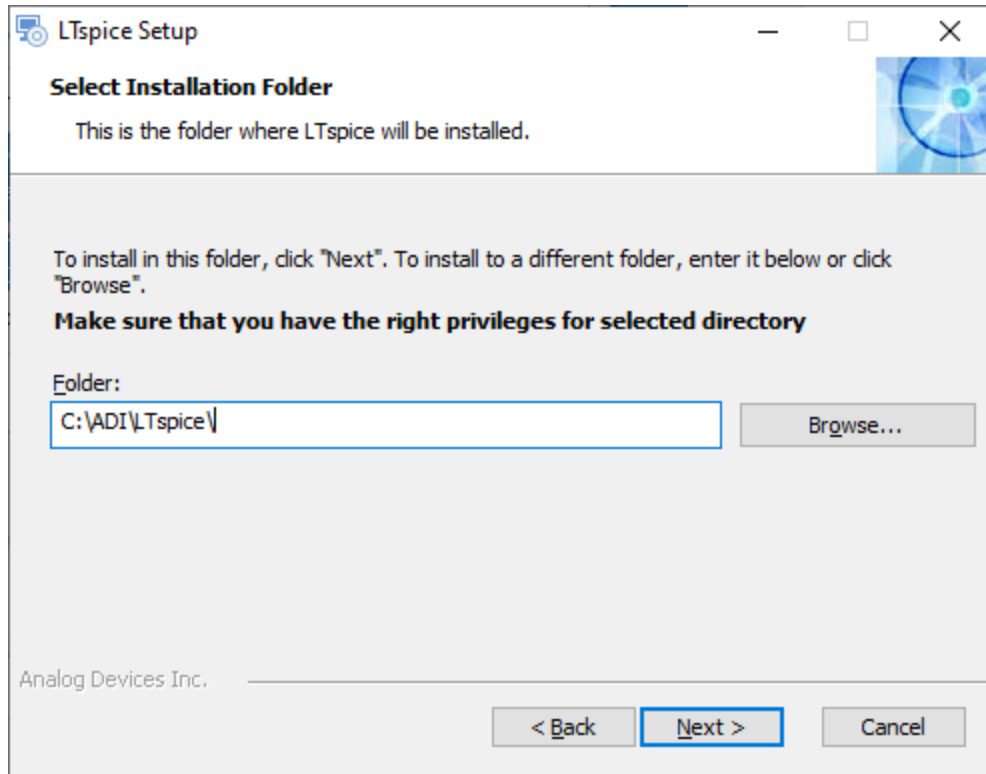 LTspice Setup
Select Installation Folder
This is the folder where LTspice will be installed.
To install in this folder, click "Next". To install to a different folder, enter it below or click
"Browse".
Make sure that you have the right privileges for selected directory
Folder:
C:\ADI\LTspice\
Browse...
Analog Devices Inc.
< Back
Next >
Cancel